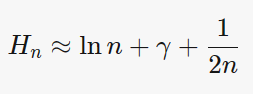 Hₙ ≈ ln n + γ + 1/(2n)